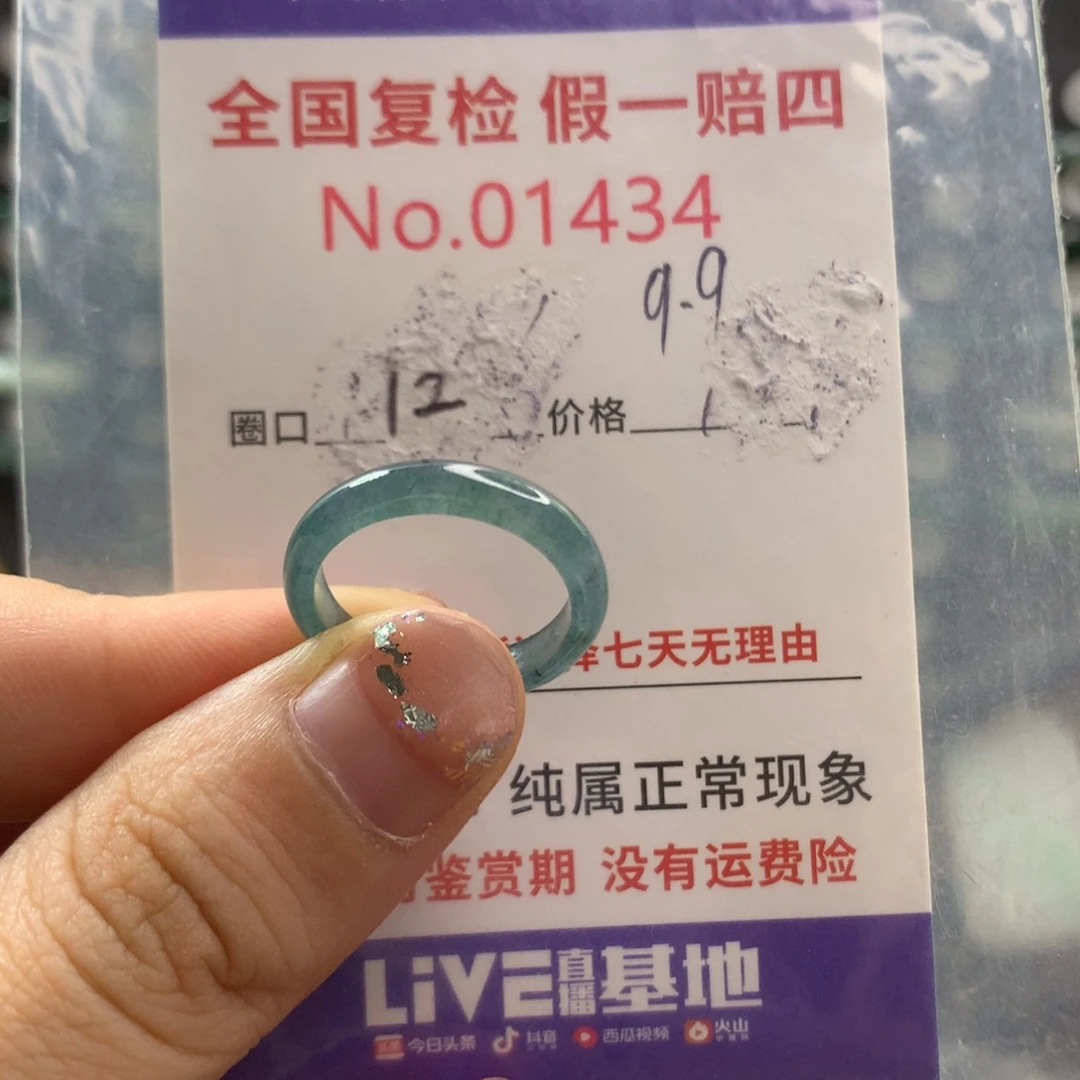 全国复检 假一赔四
No.01434
9.9
圈口 12 价格
七天无理由
纯属正常现象
鉴赏期 没有运费险
LiVE直播基地
今日头条 抖音 西瓜视频 火山